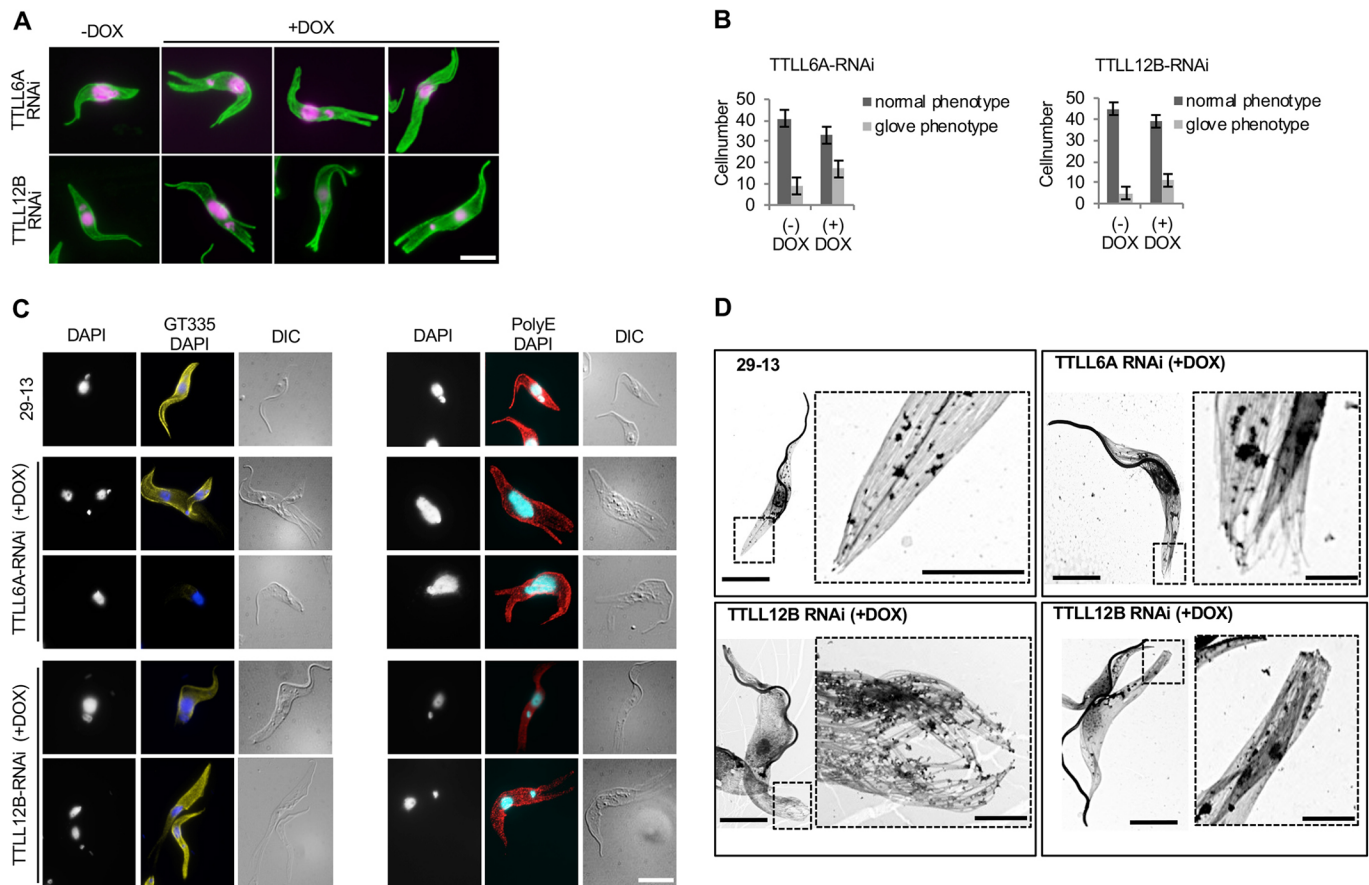 A
-DOX
+DOX
TTLL6A
RNAi
TTLL12B
RNAi
B
TTLL6A-RNAi
50
40
30
20
10
0
Cellnumber
(-)
DOX
(+)
DOX
normal phenotype
glove phenotype
TTLL12B-RNAi
50
40
30
20
10
0
Cellnumber
(-)
DOX
(+)
DOX
normal phenotype
glove phenotype
C
DAPI
GT335
DAPI
DIC
DAPI
PolyE
DAPI
DIC
29-13
TTLL6A-RNAi (+DOX)
TTLL12B-RNAi (+DOX)
D
29-13
TTLL6A RNAi (+DOX)
TTLL12B RNAi (+DOX)
TTLL12B RNAi (+DOX)